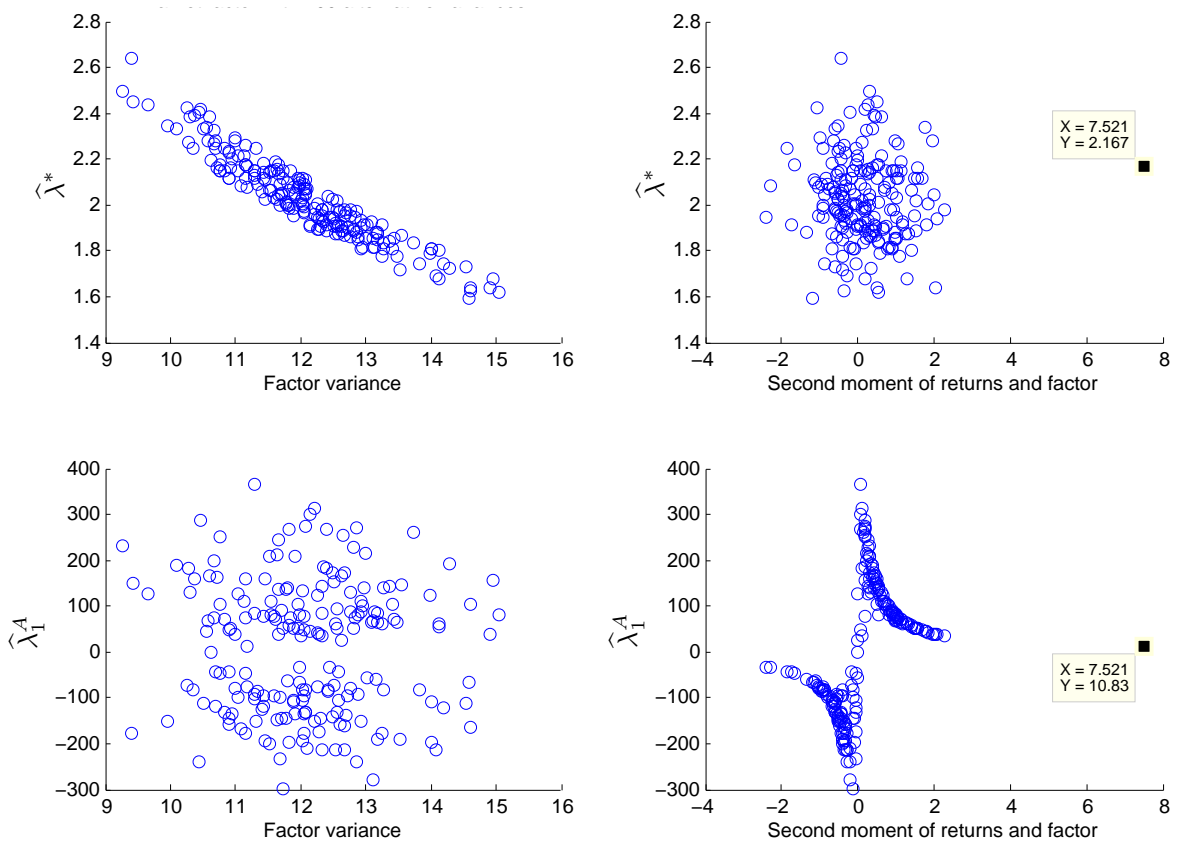 2.8
2.6
2.4
2.2
2
1.8
1.6
1.4
λ̂*
9 10 11 12 13 14 15 16
Factor variance
2.8
2.6
2.4
2.2
2
1.8
1.6
1.4
λ̂*
X = 7.521
Y = 2.167
−4 −2 0 2 4 6 8
Second moment of returns and factor
400
300
200
100
0
−100
−200
−300
λ̂₁ᴬ
9 10 11 12 13 14 15 16
Factor variance
400
300
200
100
0
−100
−200
−300
λ̂₁ᴬ
X = 7.521
Y = 10.83
−4 −2 0 2 4 6 8
Second moment of returns and factor